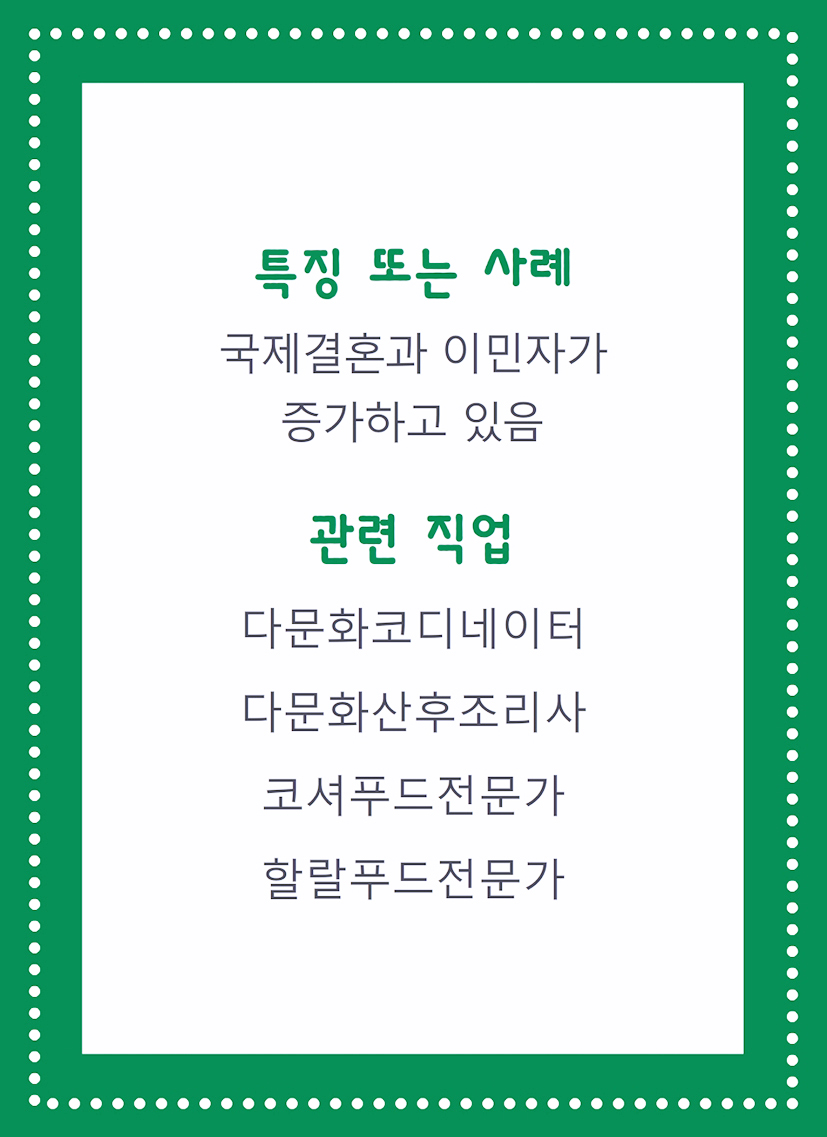 특징 또는 사례
국제결혼과 이민자가
증가하고 있음
관련 직업
다문화코디네이터
다문화산후조리사
코셔푸드전문가
할랄푸드전문가